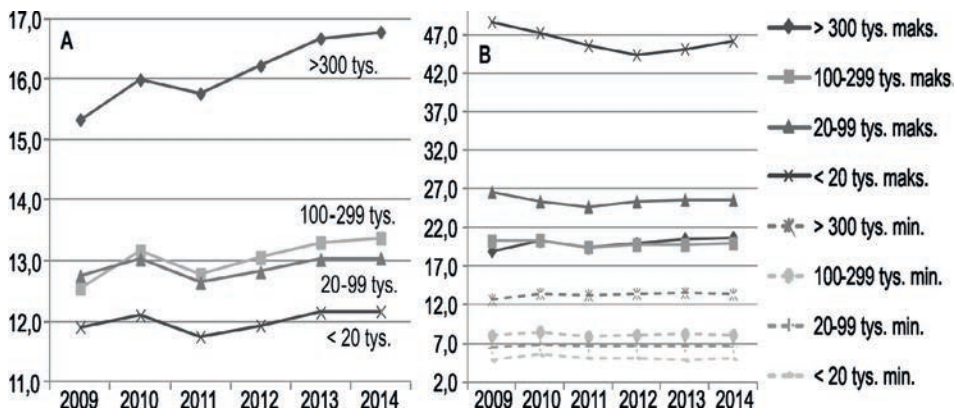 A
17,0
16,0
15,0
14,0
13,0
12,0
11,0
>300 tys.
100-299 tys.
20-99 tys.
< 20 tys.
2009 2010 2011 2012 2013 2014
B
47,0
42,0
37,0
32,0
27,0
22,0
17,0
12,0
7,0
2,0
2009 2010 2011 2012 2013 2014
> 300 tys. maks.
100-299 tys. maks.
20-99 tys. maks.
< 20 tys. maks.
> 300 tys. min.
100-299 tys. min.
20-99 tys. min.
< 20 tys. min.